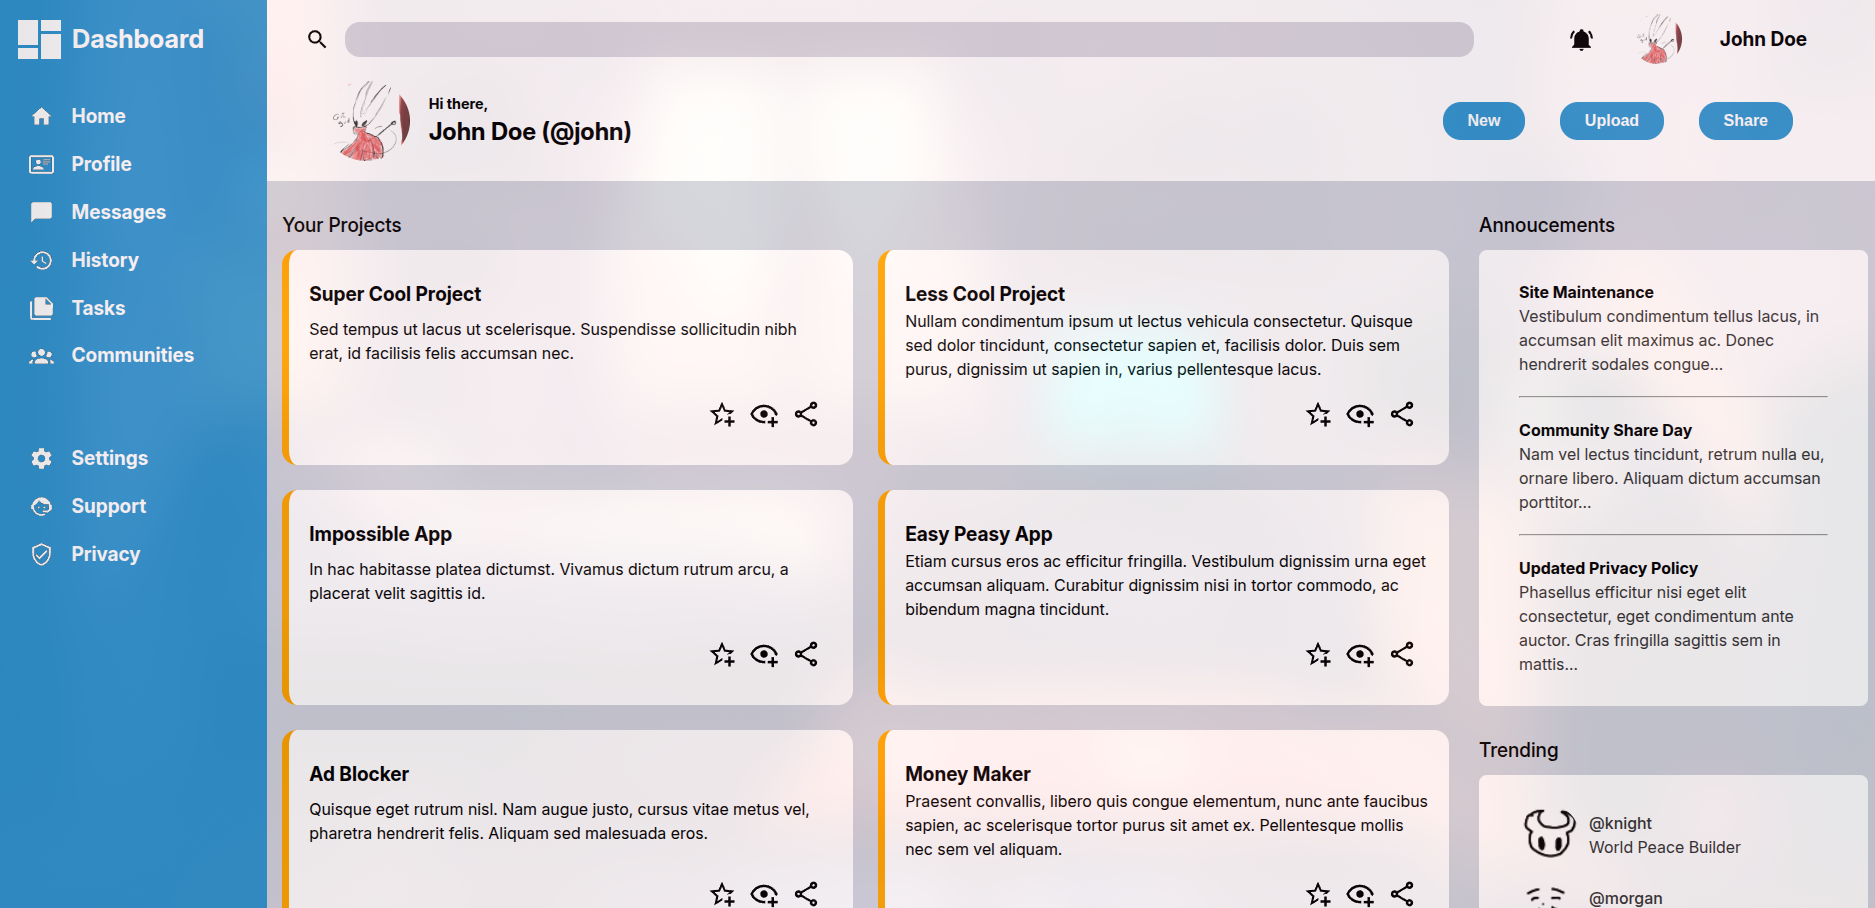 Dashboard
Home
Profile
Messages
History
Tasks
Communities
Settings
Support
Privacy
John Doe
Hi there,
John Doe (@john)
New
Upload
Share
Your Projects
Super Cool Project
Sed tempus ut lacus ut scelerisque. Suspendisse sollicitudin nibh
erat, id facilisis felis accumsan nec.
Less Cool Project
Nullam condimentum ipsum ut lectus vehicula consectetur. Quisque
sed dolor tincidunt, consectetur sapien et, facilisis dolor. Duis sem
purus, dignissim ut sapien in, varius pellentesque lacus.
Impossible App
In hac habitasse platea dictumst. Vivamus dictum rutrum arcu, a
placerat velit sagittis id.
Easy Peasy App
Etiam cursus eros ac efficitur fringilla. Vestibulum dignissim urna eget
accumsan aliquam. Curabitur dignissim nisi in tortor commodo, ac
bibendum magna tincidunt.
Ad Blocker
Quisque eget rutrum nisl. Nam augue justo, cursus vitae metus vel,
pharetra hendrerit felis. Aliquam sed malesuada eros.
Money Maker
Praesent convallis, libero quis congue elementum, nunc ante faucibus
sapien, ac scelerisque tortor purus sit amet ex. Pellentesque mollis
nec sem vel aliquam.
Annoucements
Site Maintenance
Vestibulum condimentum tellus lacus, in
accumsan elit maximus ac. Donec
hendrerit sodales congue...
Community Share Day
Nam vel lectus tincidunt, retrum nulla eu,
ornare libero. Aliquam dictum accumsan
porttitor...
Updated Privacy Policy
Phasellus efficitur nisi eget elit
consectetur, eget condimentum ante
auctor. Cras fringilla sagittis sem in
mattis...
Trending
@knight
World Peace Builder
@morgan